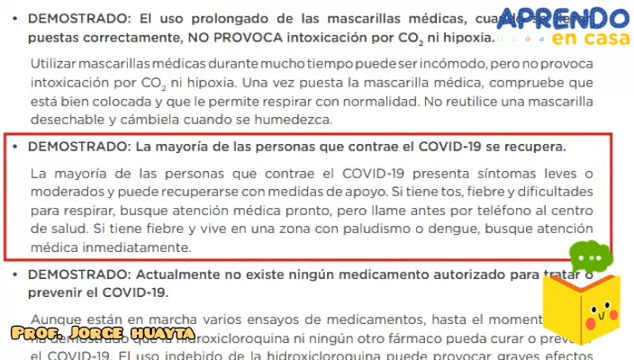 • DEMOSTRADO: El uso prolongado de las mascarillas médicas, cuando se
APRENDO
en casa
puestas correctamente, NO PROVOCA intoxicación por CO₂ ni hipoxia.
Utilizar mascarillas médicas durante mucho tiempo puede ser incómodo, pero no provoca
intoxicación por CO₂ ni hipoxia. Una vez puesta la mascarilla médica, compruebe que
está bien colocada y que le permite respirar con normalidad. No reutilice una mascarilla
desechable y cámbiela cuando se humedezca.
• DEMOSTRADO: La mayoría de las personas que contrae el COVID-19 se recupera.
La mayoría de las personas que contrae el COVID-19 presenta síntomas leves o
moderados y puede recuperarse con medidas de apoyo. Si tiene tos, fiebre y dificultades
para respirar, busque atención médica pronto, pero llame antes por teléfono al centro
de salud. Si tiene fiebre y vive en una zona con paludismo o dengue, busque atención
médica inmediatamente.
• DEMOSTRADO: Actualmente no existe ningún medicamento autorizado para tratar o
prevenir el COVID-19.
Aunque están en marcha varios ensayos de medicamentos, hasta el
Prof. Jorge huayta
ha demostrado que la hidroxicloroquina ni ningún otro fármaco pueda curar o
el COVID-19. El uso indebido de la hidroxicloroquina puede provocar graves efectos